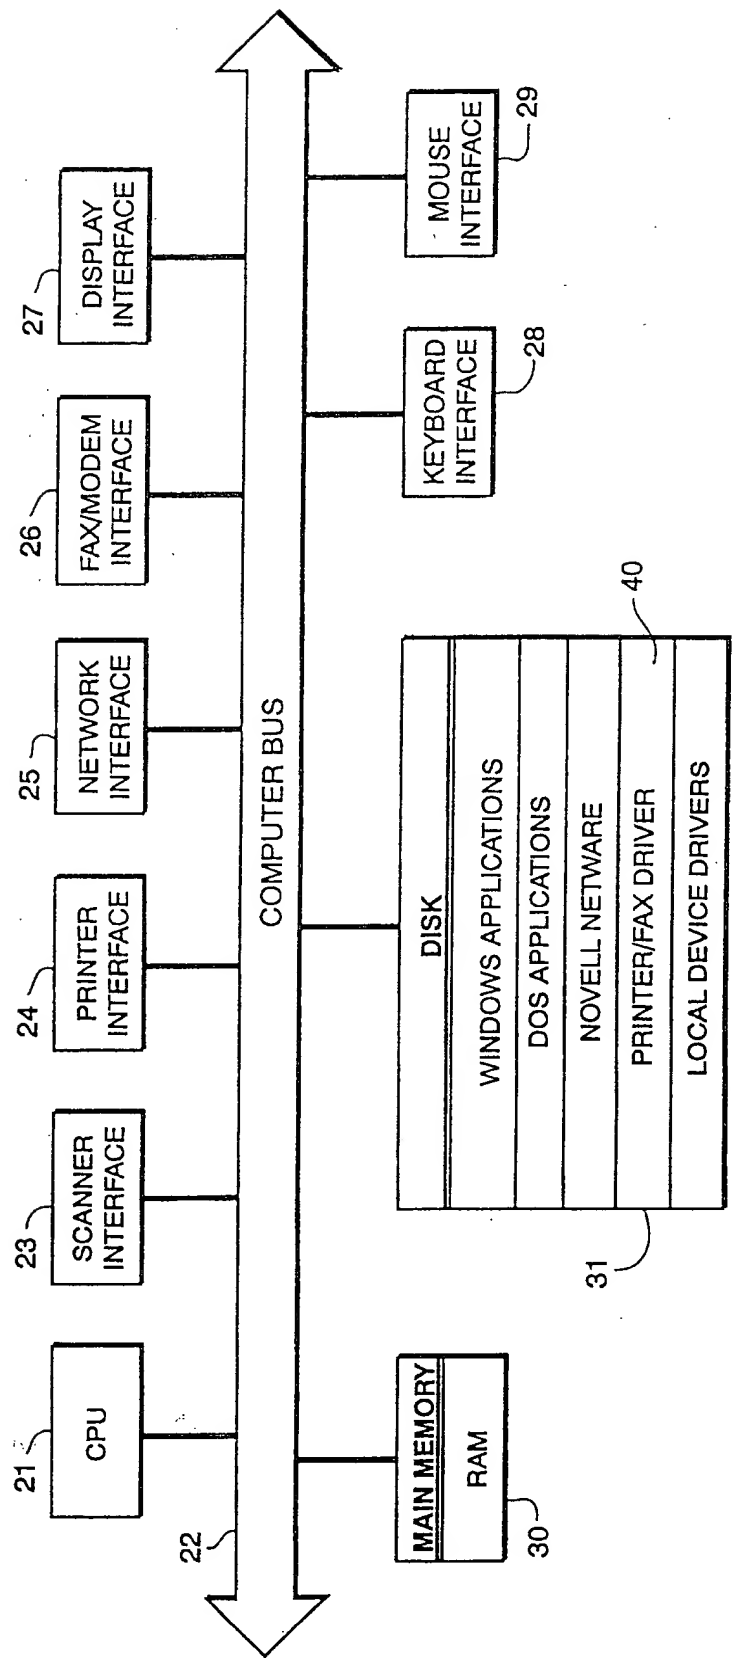 21
CPU
23
SCANNER
INTERFACE
24
PRINTER
INTERFACE
25
NETWORK
INTERFACE
26
FAX/MODEM
INTERFACE
27
DISPLAY
INTERFACE
22
COMPUTER BUS
MAIN MEMORY
RAM
30
DISK
WINDOWS APPLICATIONS
DOS APPLICATIONS
NOVELL NETWARE
PRINTER/FAX DRIVER
LOCAL DEVICE DRIVERS
31
40
KEYBOARD
INTERFACE
28
MOUSE
INTERFACE
29